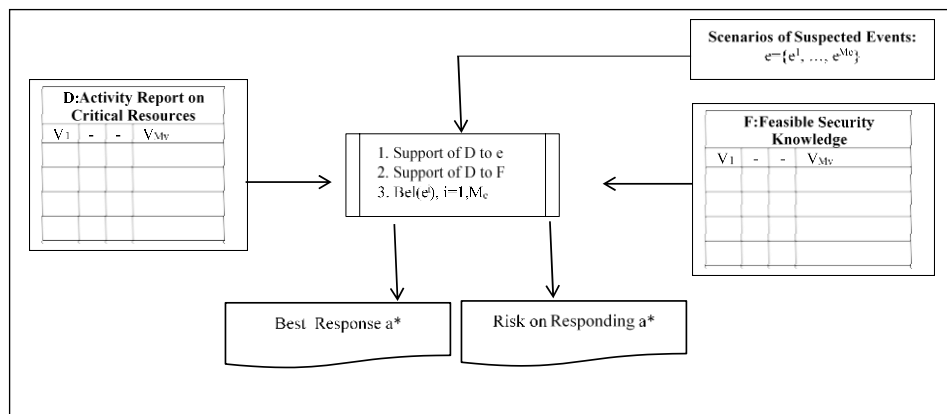 Scenarios of Suspected Events:
e={e¹, …, eᴹᵉ}
D:Activity Report on
Critical Resources
V₁ - - VMv
F:Feasible Security
Knowledge
V₁ - - VMv
1. Support of D to e
2. Support of D to F
3. Bel(eⁱ), i=1,Mₑ
Best Response a*
Risk on Responding a*